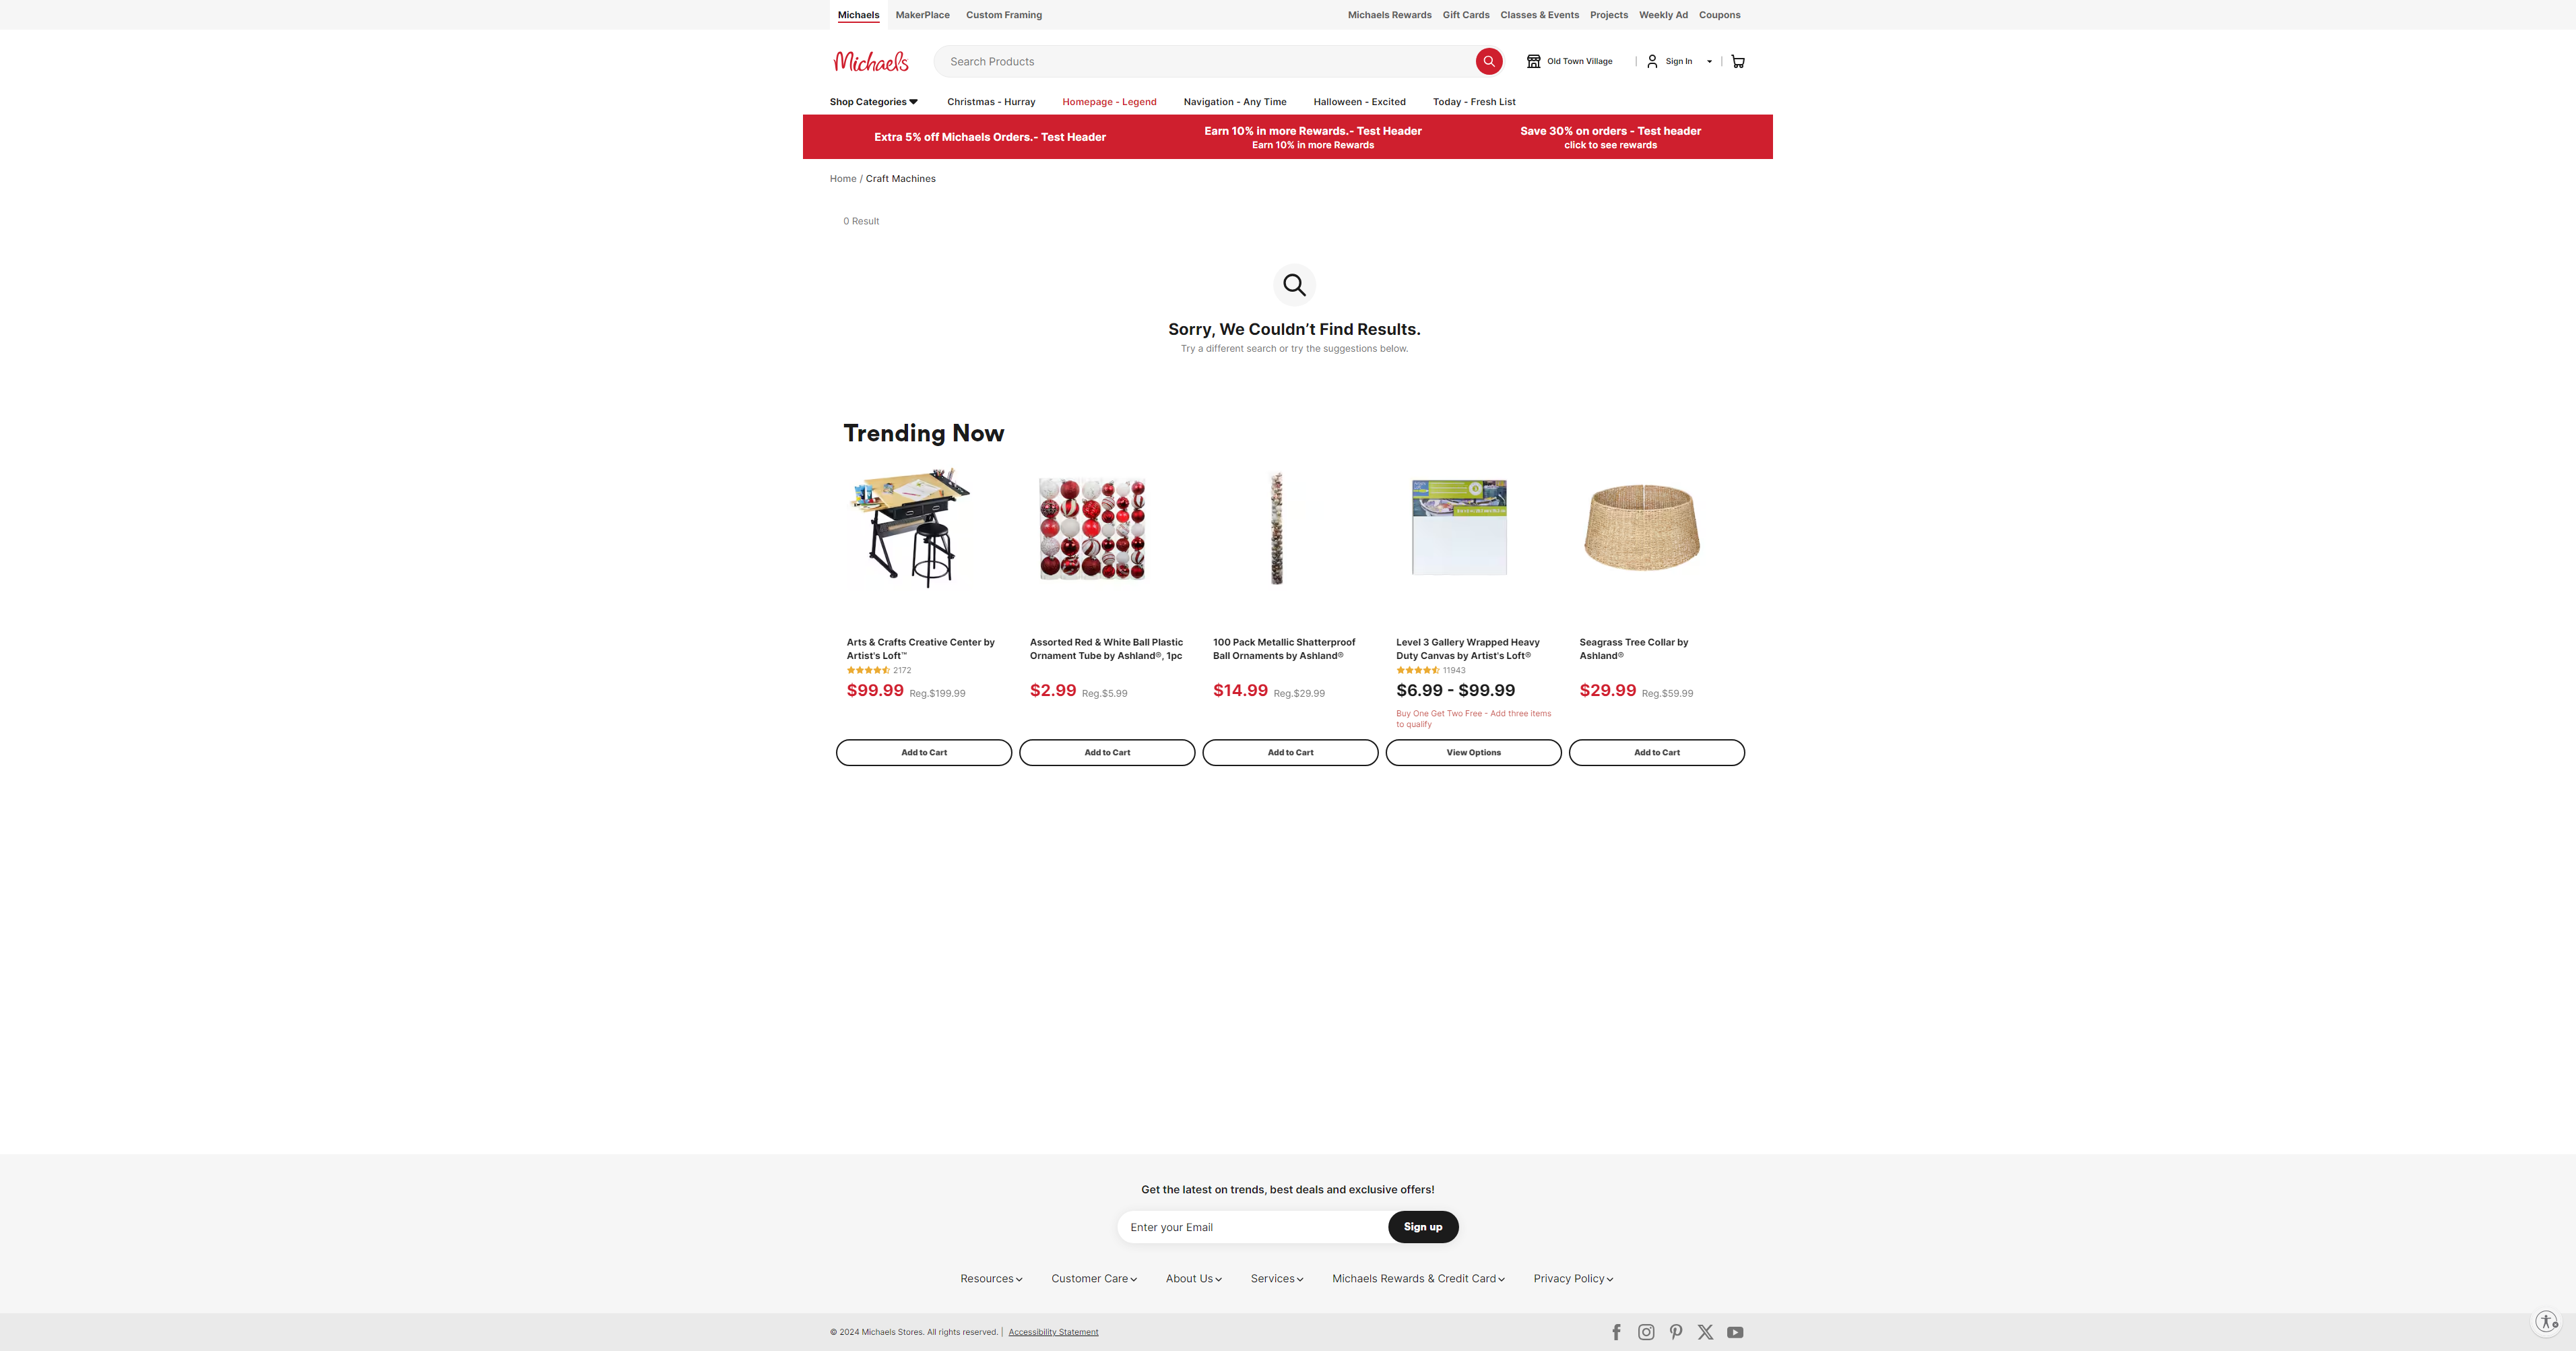 Michaels MakerPlace Custom Framing Michaels Rewards Gift Cards Classes & Events Projects Weekly Ad Coupons
Michaels Search Products Old Town Village | Sign In |
Shop Categories Christmas - Hurray Homepage - Legend Navigation - Any Time Halloween - Excited Today - Fresh List
Extra 5% off Michaels Orders.- Test Header
Earn 10% in more Rewards.- Test Header
Earn 10% in more Rewards
Save 30% on orders - Test header
click to see rewards
Home / Craft Machines
0 Result
Sorry, We Couldn’t Find Results.
Try a different search or try the suggestions below.
Trending Now
Arts & Crafts Creative Center by
Artist's Loft™
2172
$99.99 Reg.$199.99
Add to Cart
Assorted Red & White Ball Plastic
Ornament Tube by Ashland®, 1pc
$2.99 Reg.$5.99
Add to Cart
100 Pack Metallic Shatterproof
Ball Ornaments by Ashland®
$14.99 Reg.$29.99
Add to Cart
Level 3 Gallery Wrapped Heavy
Duty Canvas by Artist's Loft®
11943
$6.99 - $99.99
Buy One Get Two Free - Add three items
to qualify
View Options
Seagrass Tree Collar by
Ashland®
$29.99 Reg.$59.99
Add to Cart
Get the latest on trends, best deals and exclusive offers!
Enter your Email Sign up
Resources Customer Care About Us Services Michaels Rewards & Credit Card Privacy Policy
© 2024 Michaels Stores. All rights reserved. | Accessibility Statement